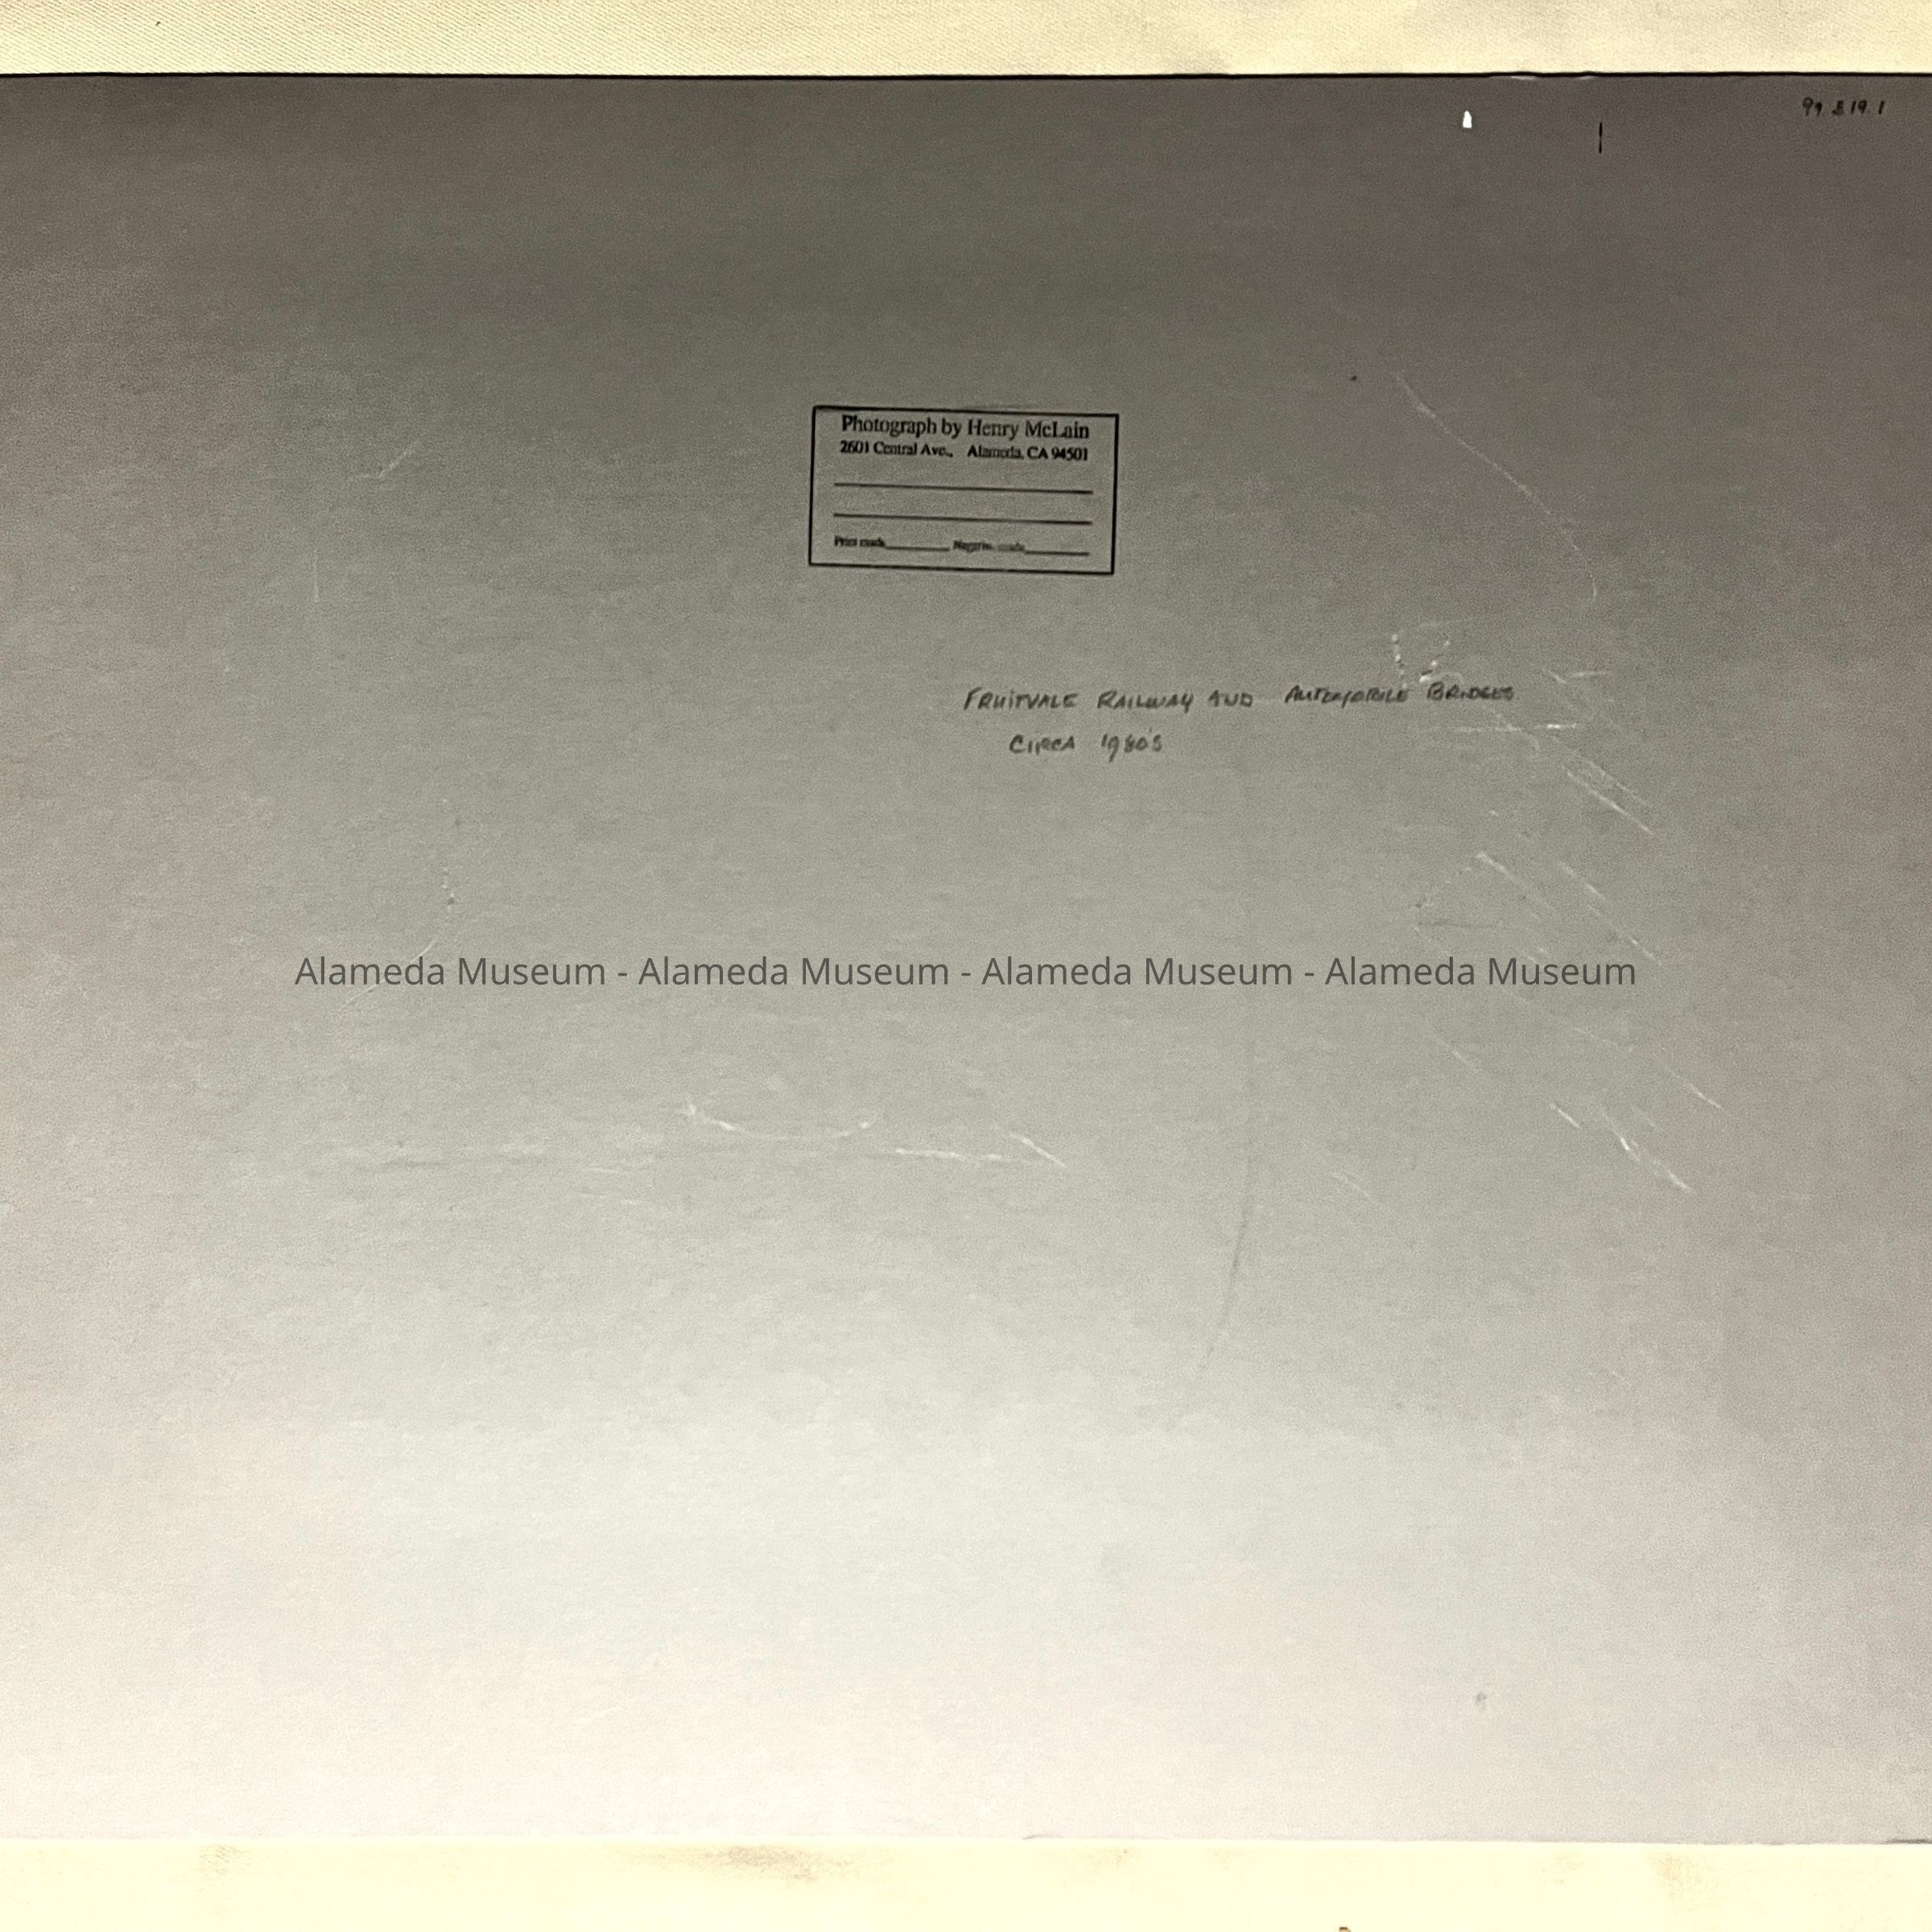 99.819.1
Photograph by Henry McLain
2601 Central Ave., Alameda, CA 94501
Print made Negative made
FRUITVALE RAILWAY AND AUTOMOBILE BRIDGES
CIRCA 1980'S
Alameda Museum - Alameda Museum - Alameda Museum - Alameda Museum